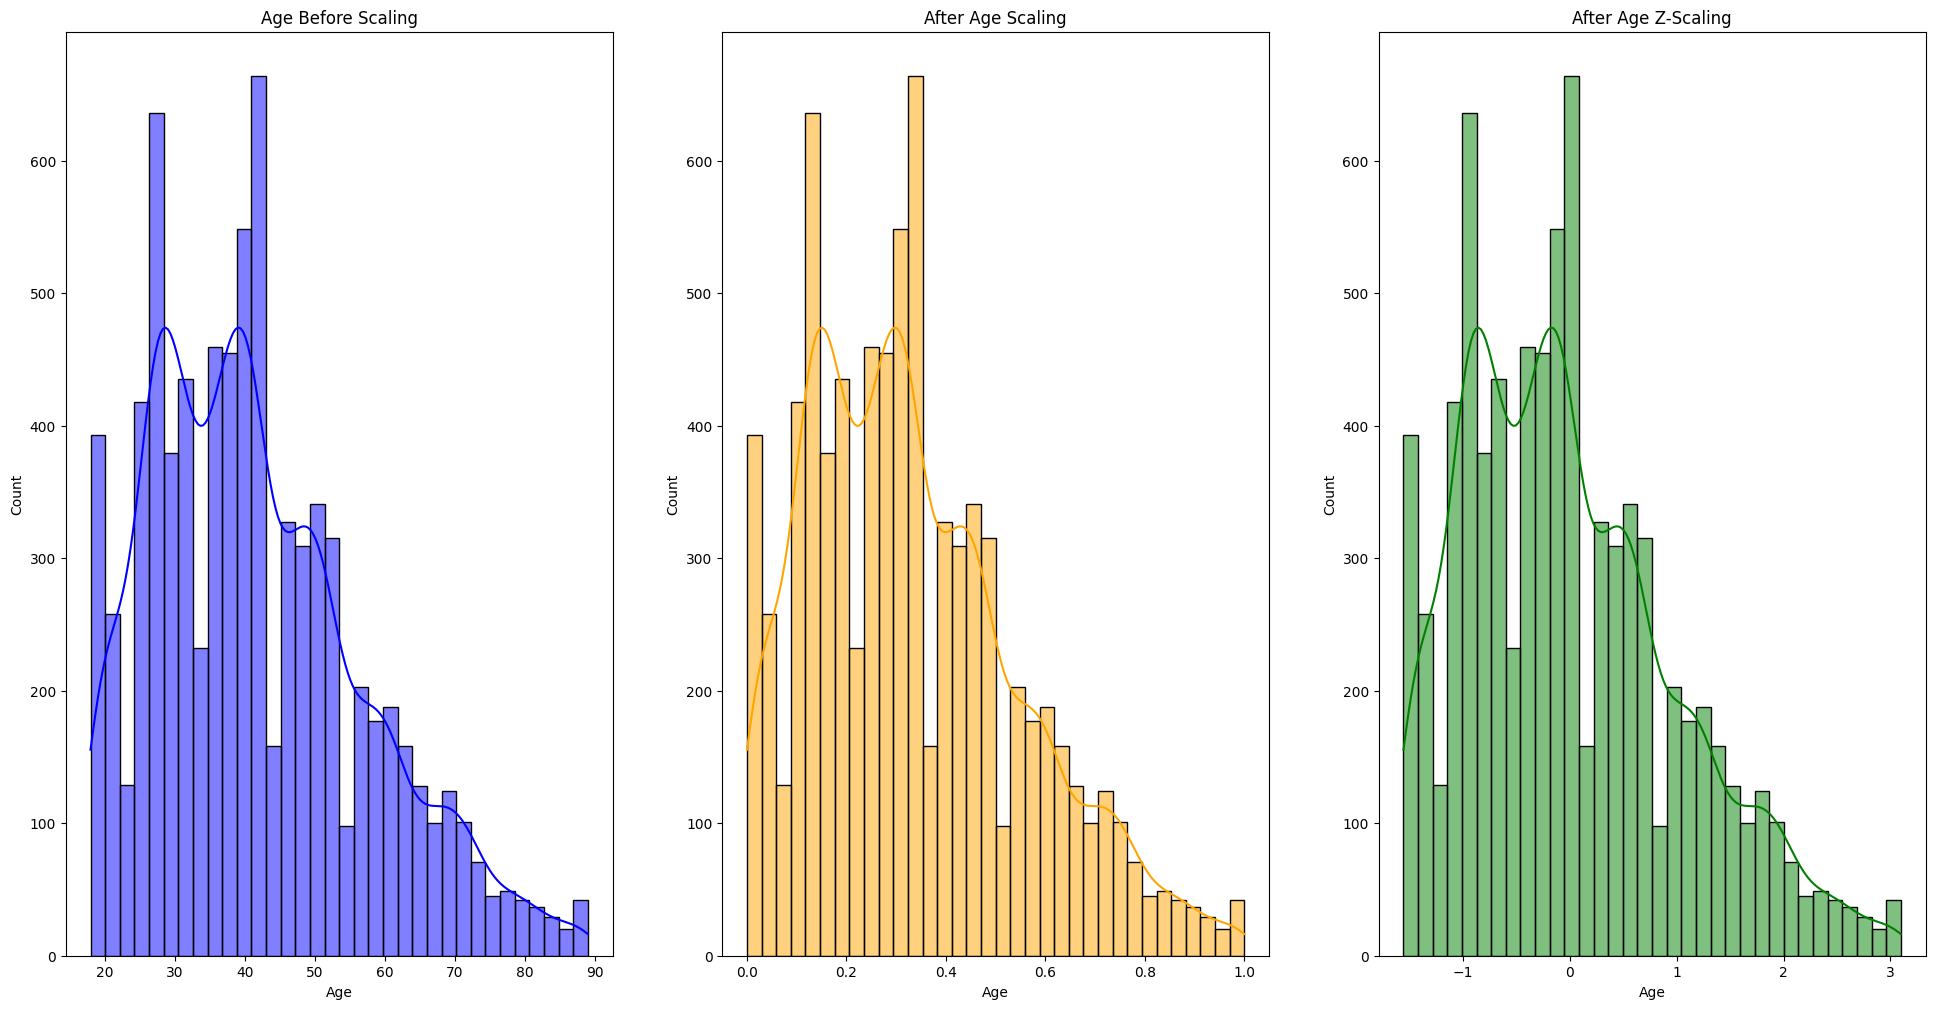 Age Before Scaling
600
500
400
300
200
100
0
Count
20 30 40 50 60 70 80 90
Age
After Age Scaling
600
500
400
300
200
100
0
Count
0.0 0.2 0.4 0.6 0.8 1.0
Age
After Age Z-Scaling
600
500
400
300
200
100
0
Count
−1 0 1 2 3
Age